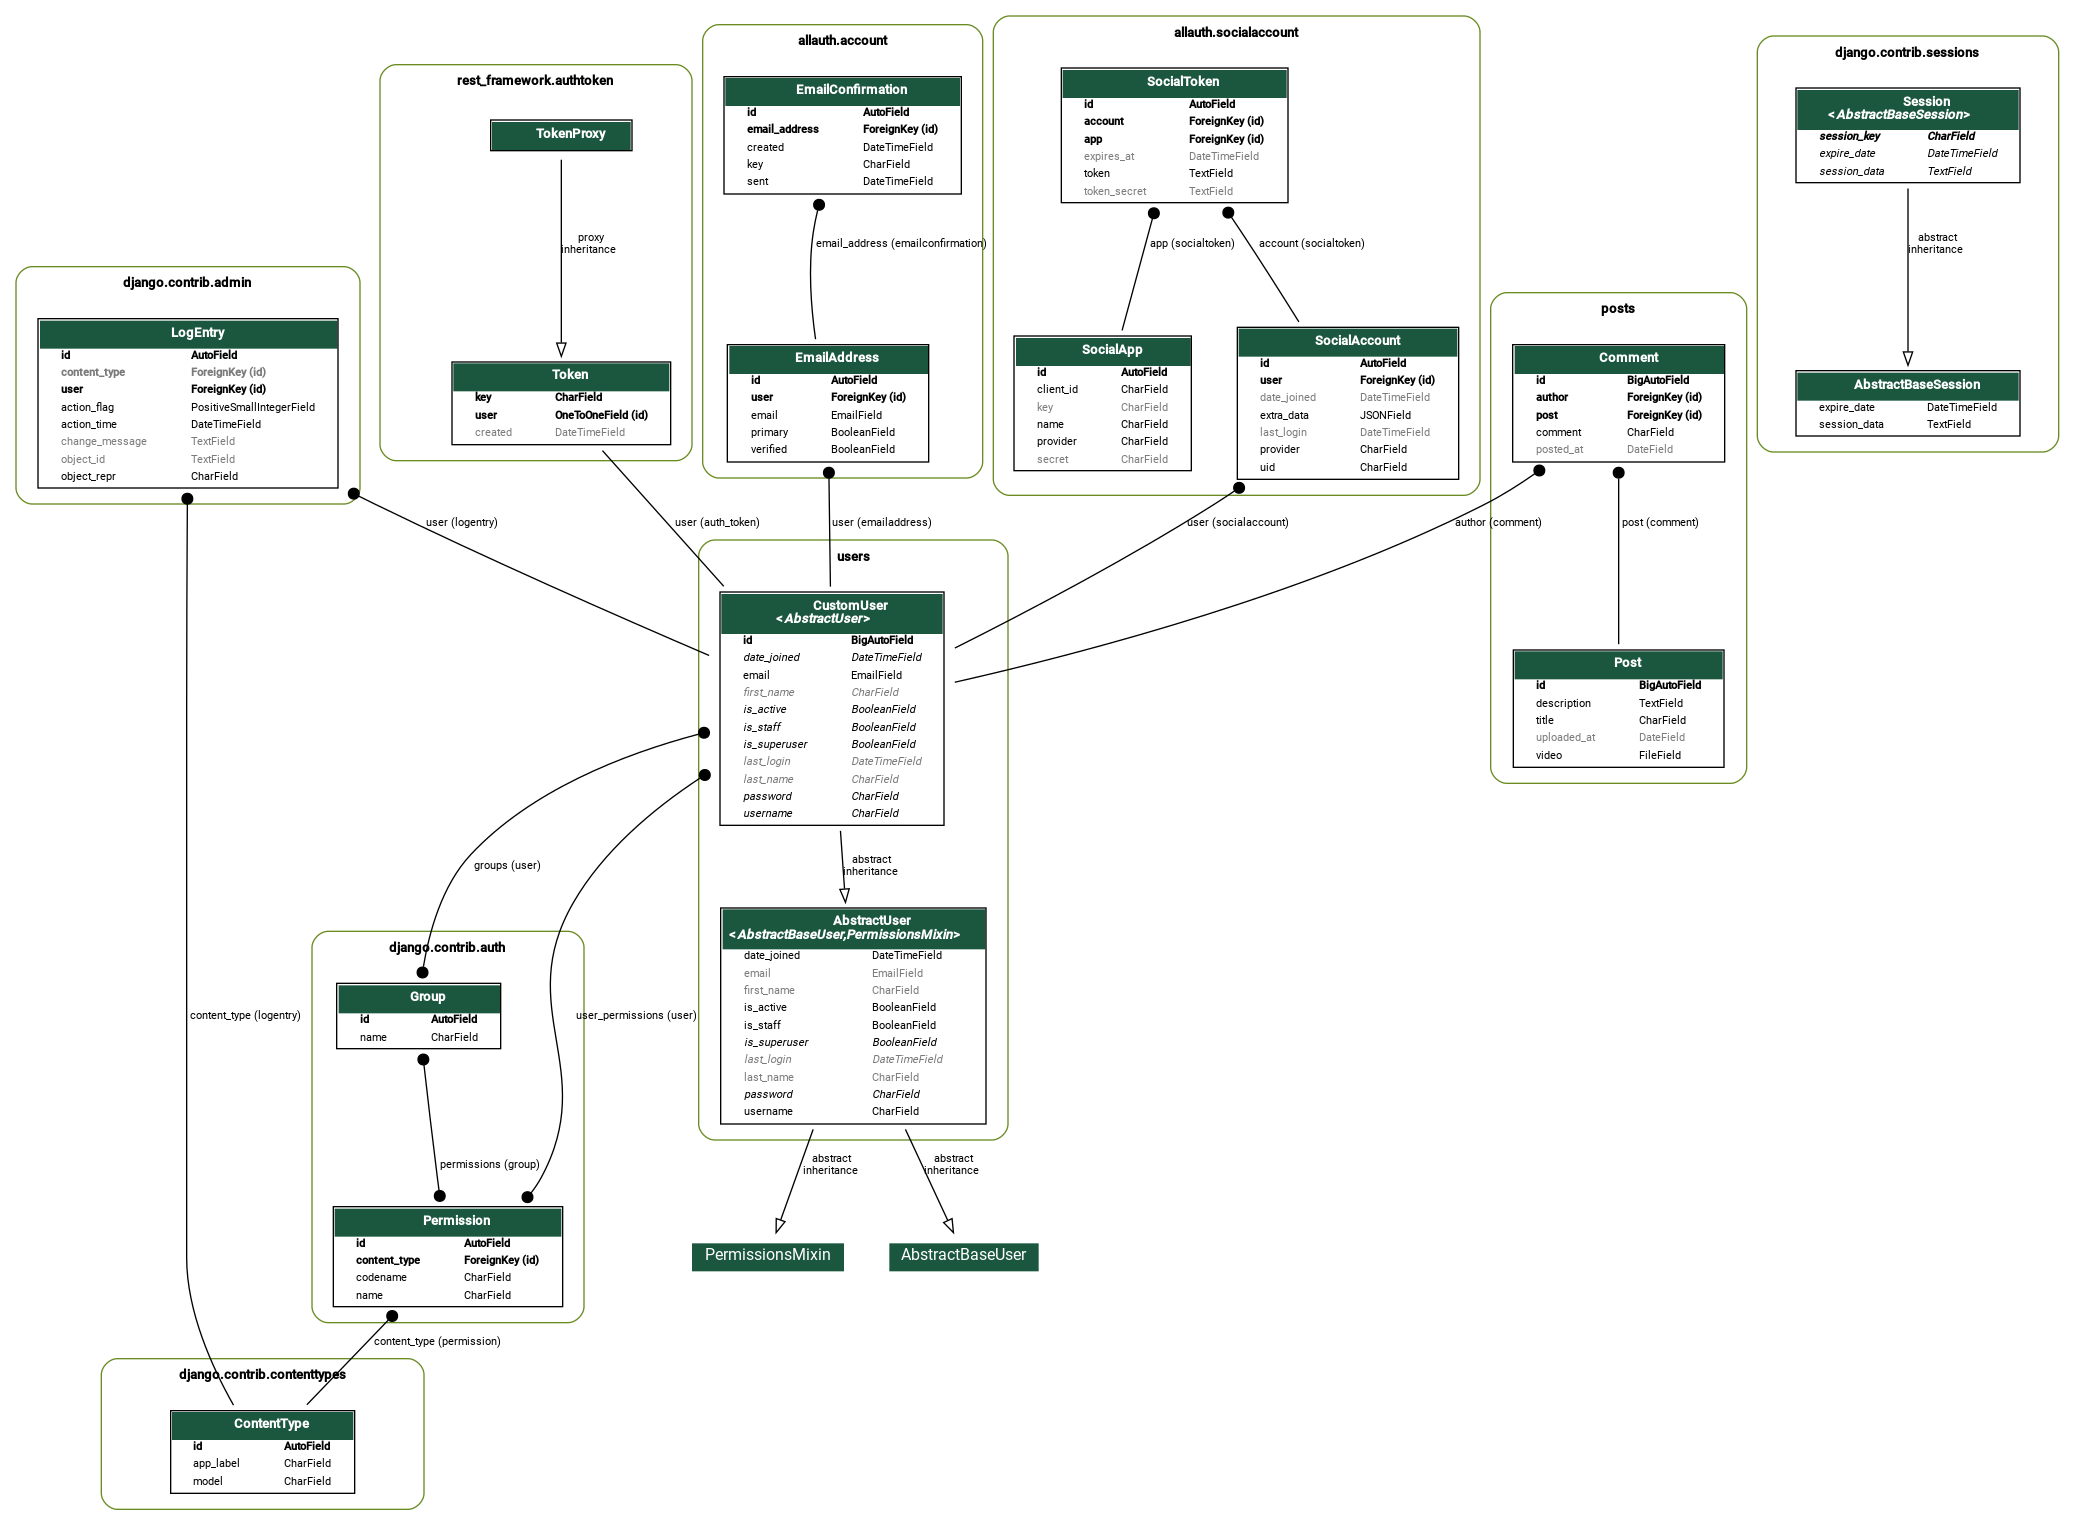 allauth.socialaccount
SocialToken
id AutoField
account ForeignKey (id)
app ForeignKey (id)
expires_at DateTimeField
token TextField
token_secret TextField
app (socialtoken)
account (socialtoken)
SocialApp
id AutoField
client_id CharField
key CharField
name CharField
provider CharField
secret CharField
SocialAccount
id AutoField
user ForeignKey (id)
date_joined DateTimeField
extra_data JSONField
last_login DateTimeField
provider CharField
uid CharField
allauth.account
EmailConfirmation
id AutoField
email_address ForeignKey (id)
created DateTimeField
key CharField
sent DateTimeField
email_address (emailconfirmation)
EmailAddress
id AutoField
user ForeignKey (id)
email EmailField
primary BooleanField
verified BooleanField
django.contrib.sessions
Session
<AbstractBaseSession>
session_key CharField
expire_date DateTimeField
session_data TextField
abstract
inheritance
AbstractBaseSession
expire_date DateTimeField
session_data TextField
rest_framework.authtoken
TokenProxy
proxy
inheritance
Token
key CharField
user OneToOneField (id)
created DateTimeField
django.contrib.admin
LogEntry
id AutoField
content_type ForeignKey (id)
user ForeignKey (id)
action_flag PositiveSmallIntegerField
action_time DateTimeField
change_message TextField
object_id TextField
object_repr CharField
posts
Comment
id BigAutoField
author ForeignKey (id)
post ForeignKey (id)
comment CharField
posted_at DateField
user (logentry)
user (auth_token)
user (emailaddress)
user (socialaccount)
author (comment)
post (comment)
Post
id BigAutoField
description TextField
title CharField
uploaded_at DateField
video FileField
users
CustomUser
<AbstractUser>
id BigAutoField
date_joined DateTimeField
email EmailField
first_name CharField
is_active BooleanField
is_staff BooleanField
is_superuser BooleanField
last_login DateTimeField
last_name CharField
password CharField
username CharField
abstract
inheritance
groups (user)
AbstractUser
<AbstractBaseUser,PermissionsMixin>
date_joined DateTimeField
email EmailField
first_name CharField
is_active BooleanField
is_staff BooleanField
is_superuser BooleanField
last_login DateTimeField
last_name CharField
password CharField
username CharField
abstract
inheritance
abstract
inheritance
PermissionsMixin
AbstractBaseUser
django.contrib.auth
Group
id AutoField
name CharField
content_type (logentry)
user_permissions (user)
permissions (group)
Permission
id AutoField
content_type ForeignKey (id)
codename CharField
name CharField
content_type (permission)
django.contrib.contenttypes
ContentType
id AutoField
app_label CharField
model CharField